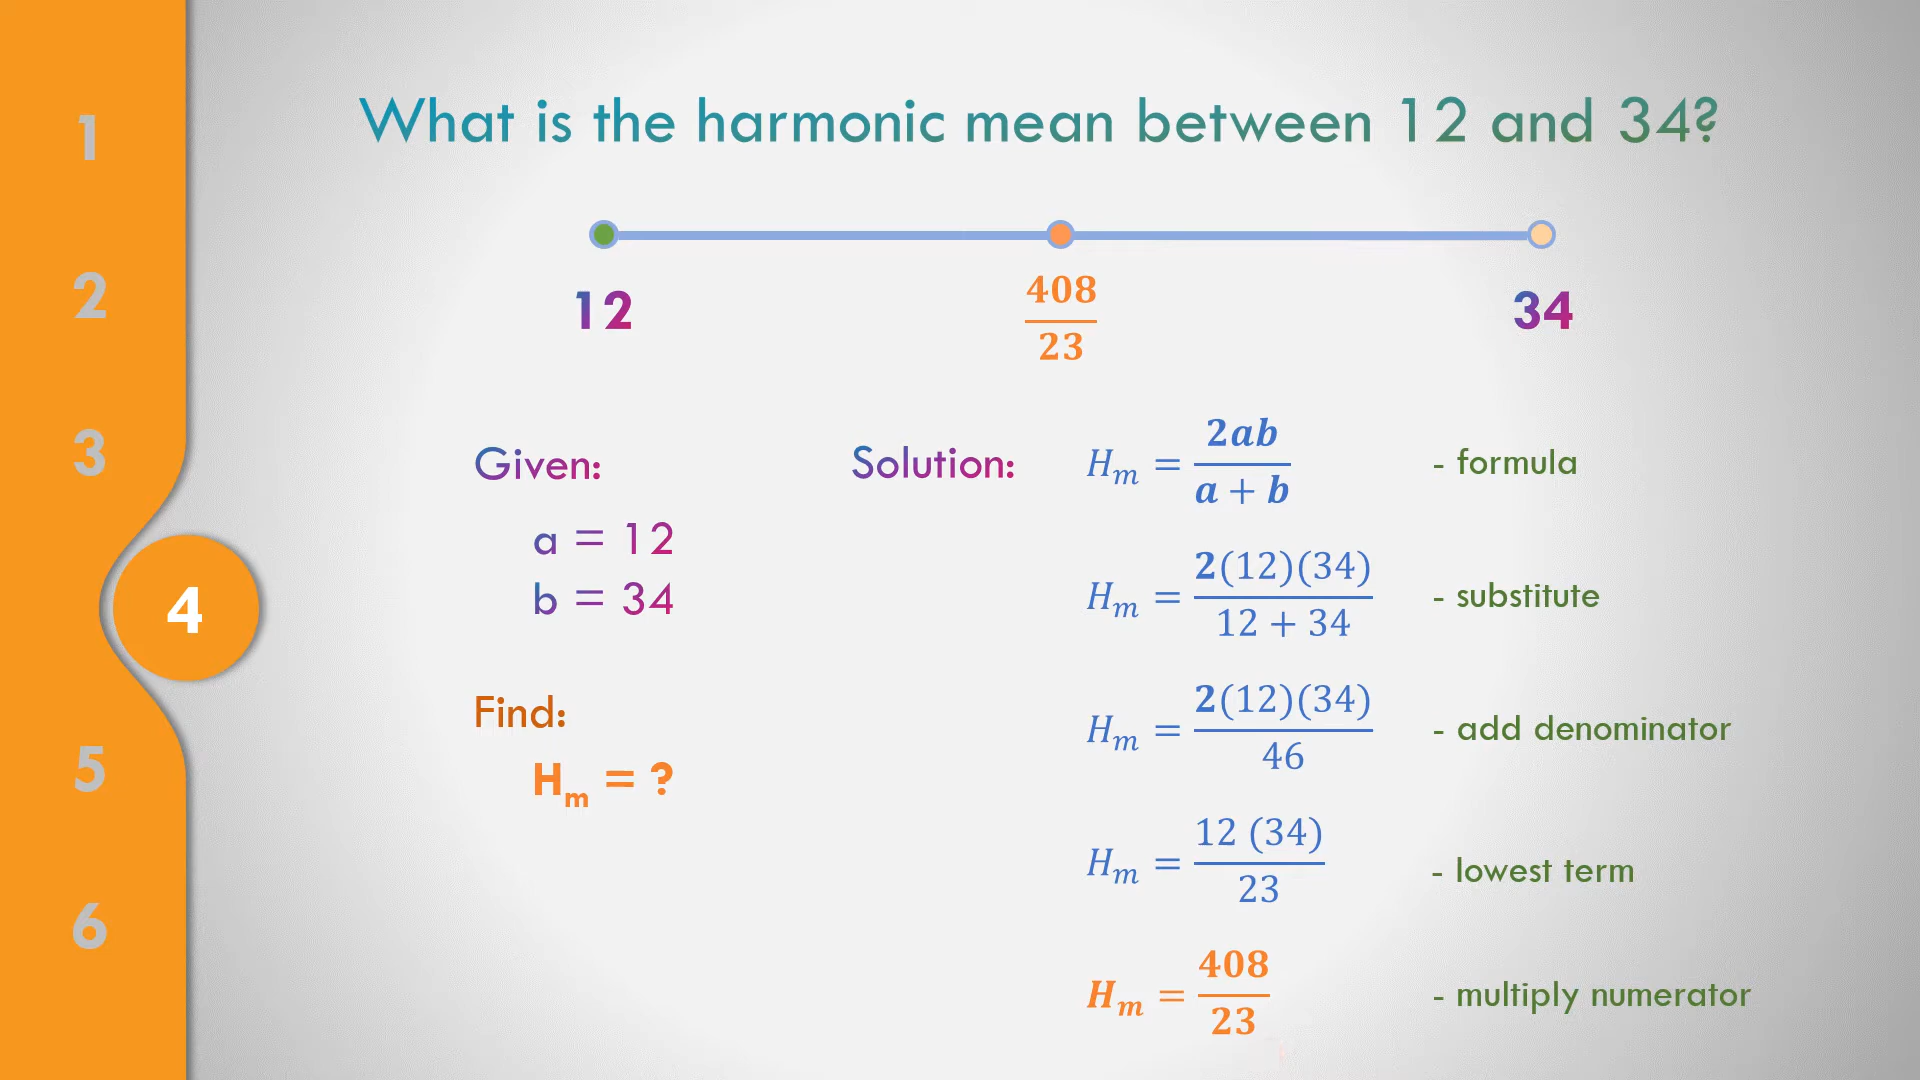 1
2
3
4
5
6
What is the harmonic mean between 12 and 34?
12
408
23
34
Given:
a = 12
b = 34
Find:
Hm = ?
Solution:
Hm = 2ab / a + b - formula
Hm = 2(12)(34) / 12 + 34 - substitute
Hm = 2(12)(34) / 46 - add denominator
Hm = 12 (34) / 23 - lowest term
Hm = 408 / 23 - multiply numerator